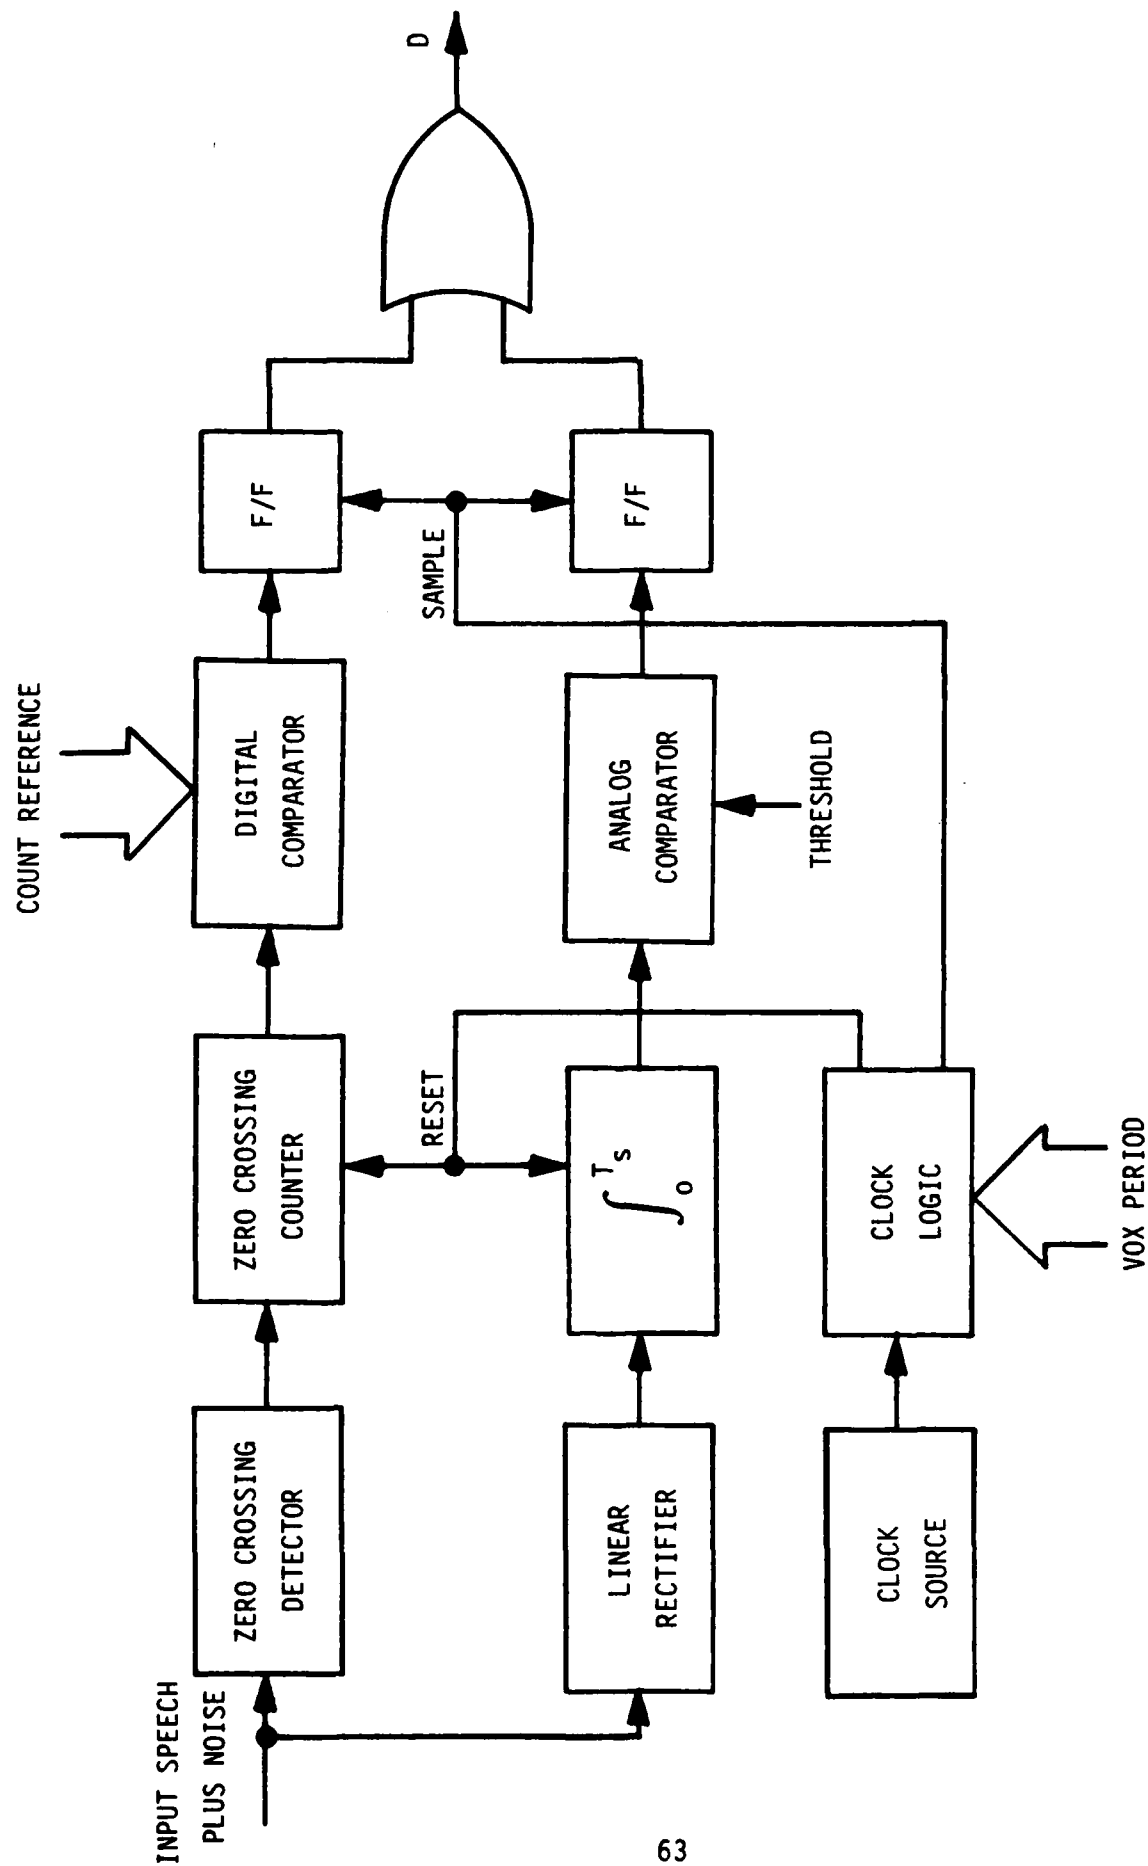 INPUT SPEECH
PLUS NOISE
ZERO CROSSING
DETECTOR
ZERO CROSSING
COUNTER
COUNT REFERENCE
DIGITAL
COMPARATOR
F/F
D
RESET
SAMPLE
LINEAR
RECTIFIER
∫₀ᵀs
ANALOG
COMPARATOR
F/F
THRESHOLD
CLOCK
SOURCE
CLOCK
LOGIC
VOX PERIOD
63